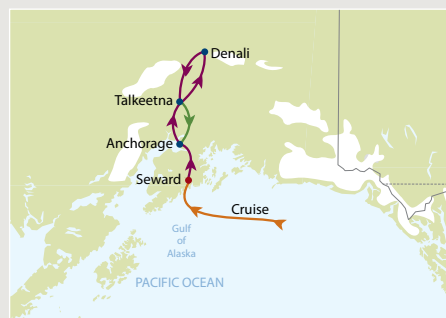 Denali
Talkeetna
Anchorage
Seward
Cruise
Gulf
of
Alaska
PACIFIC OCEAN